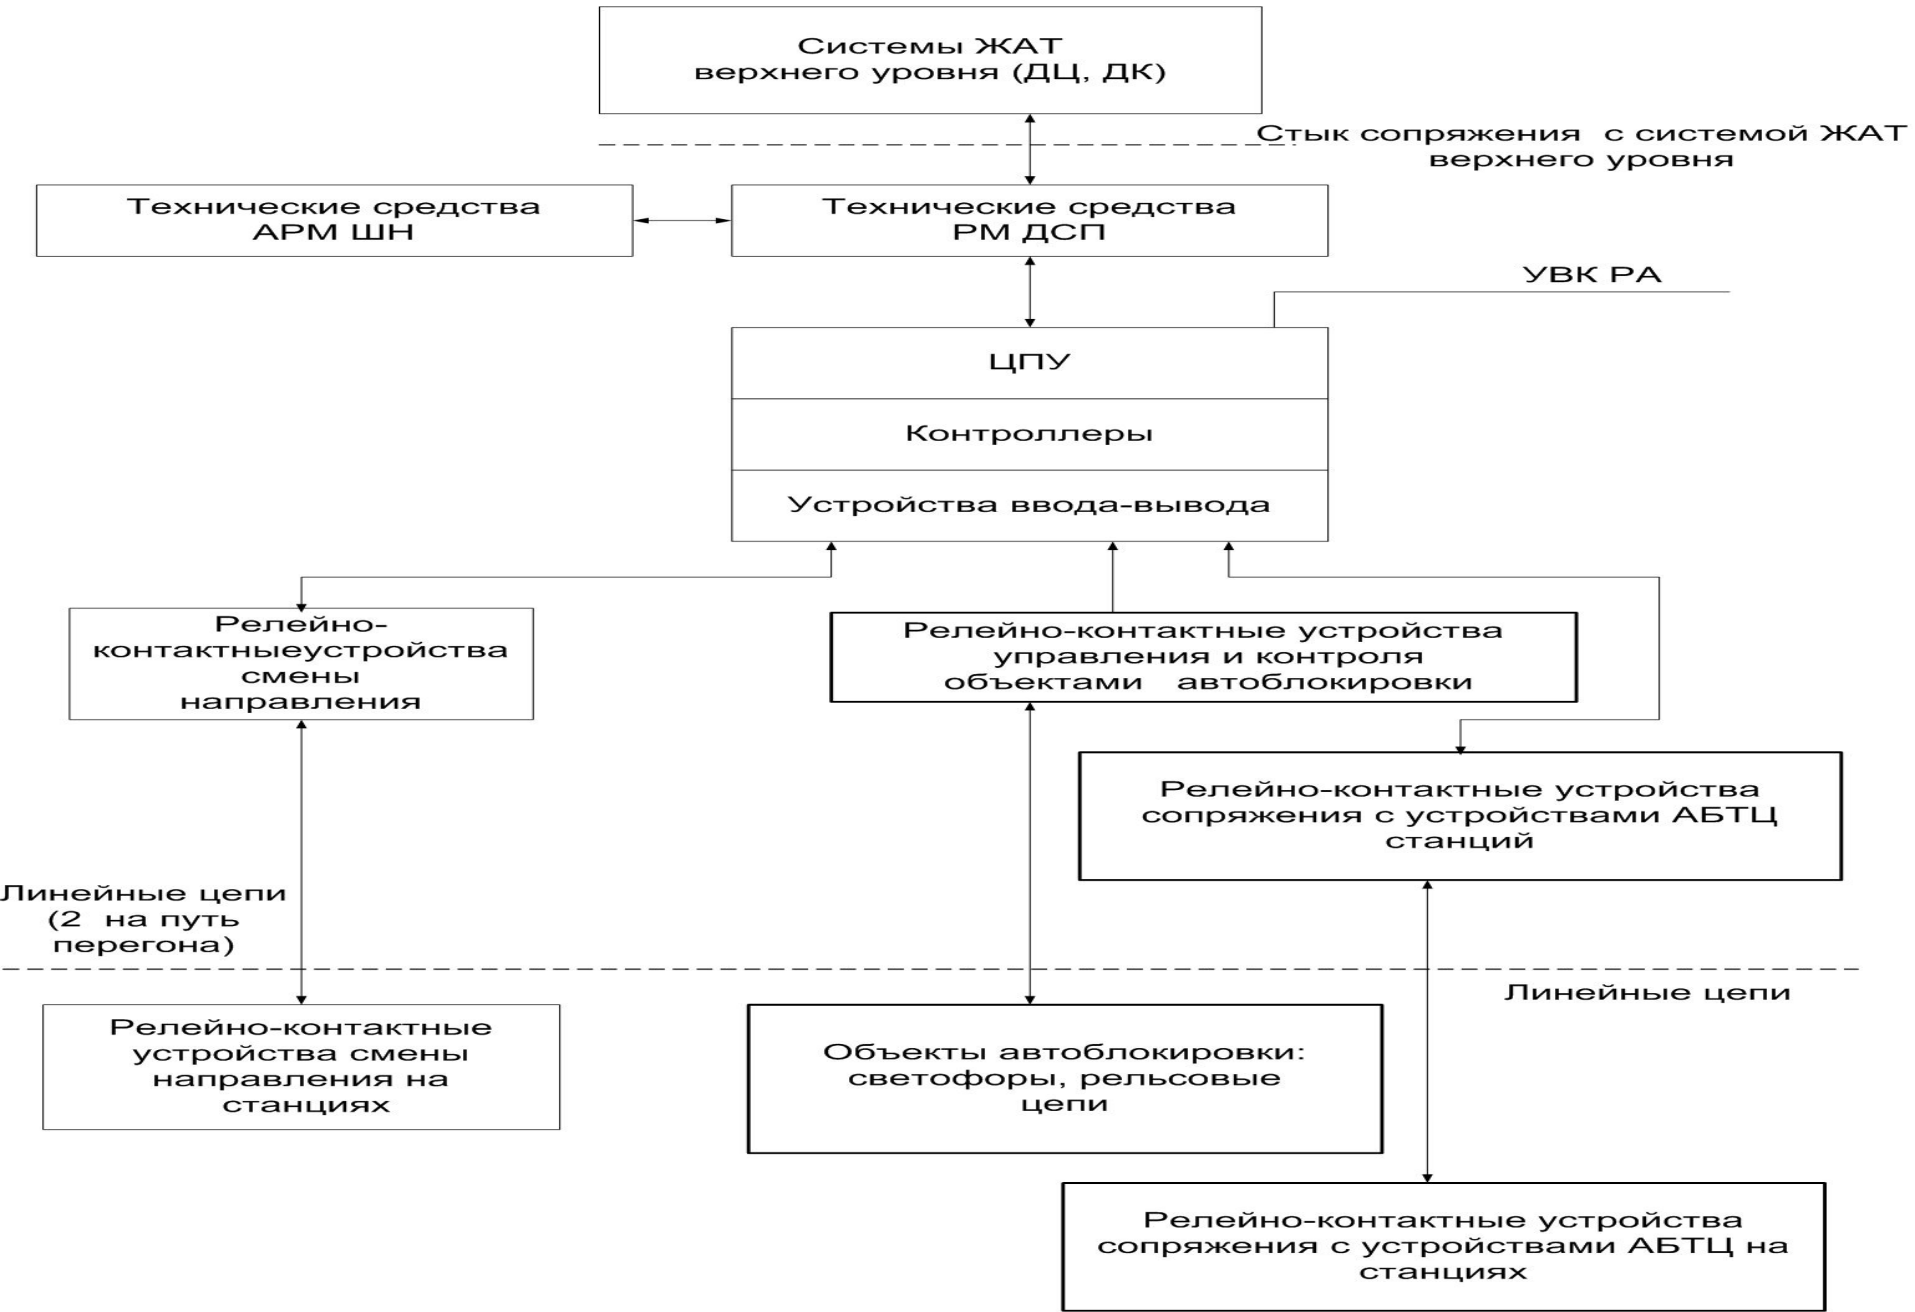 Системы ЖАТ
верхнего уровня (ДЦ, ДК)
Стык сопряжения с системой ЖАТ
верхнего уровня
Технические средства
АРМ ШН
Технические средства
РМ ДСП
УВК РА
ЦПУ
Контроллеры
Устройства ввода-вывода
Релейно-
контактныеустройства
смены
направления
Релейно-контактные устройства
управления и контроля
объектами автоблокировки
Релейно-контактные устройства
сопряжения с устройствами АБТЦ
станций
Линейные цепи
(2 на путь
перегона)
Линейные цепи
Релейно-контактные
устройства смены
направления на
станциях
Объекты автоблокировки:
светофоры, рельсовые
цепи
Релейно-контактные устройства
сопряжения с устройствами АБТЦ на
станциях